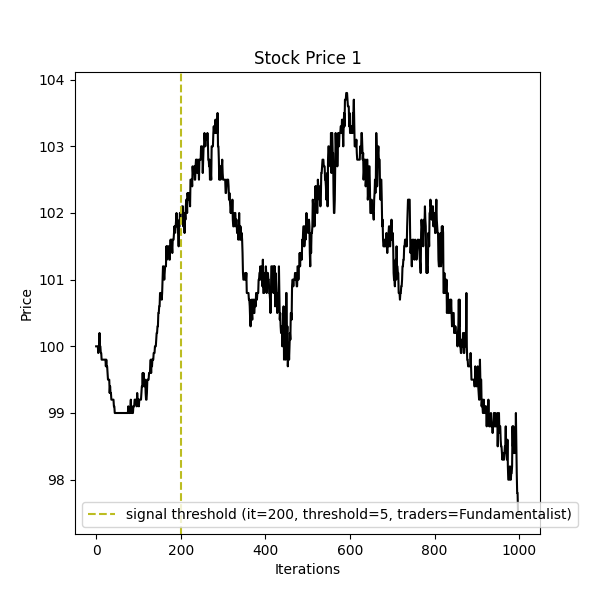 Stock Price 1
104
103
102
101
100
99
98
Price
signal threshold (it=200, threshold=5, traders=Fundamentalist)
0 200 400 600 800 1000
Iterations